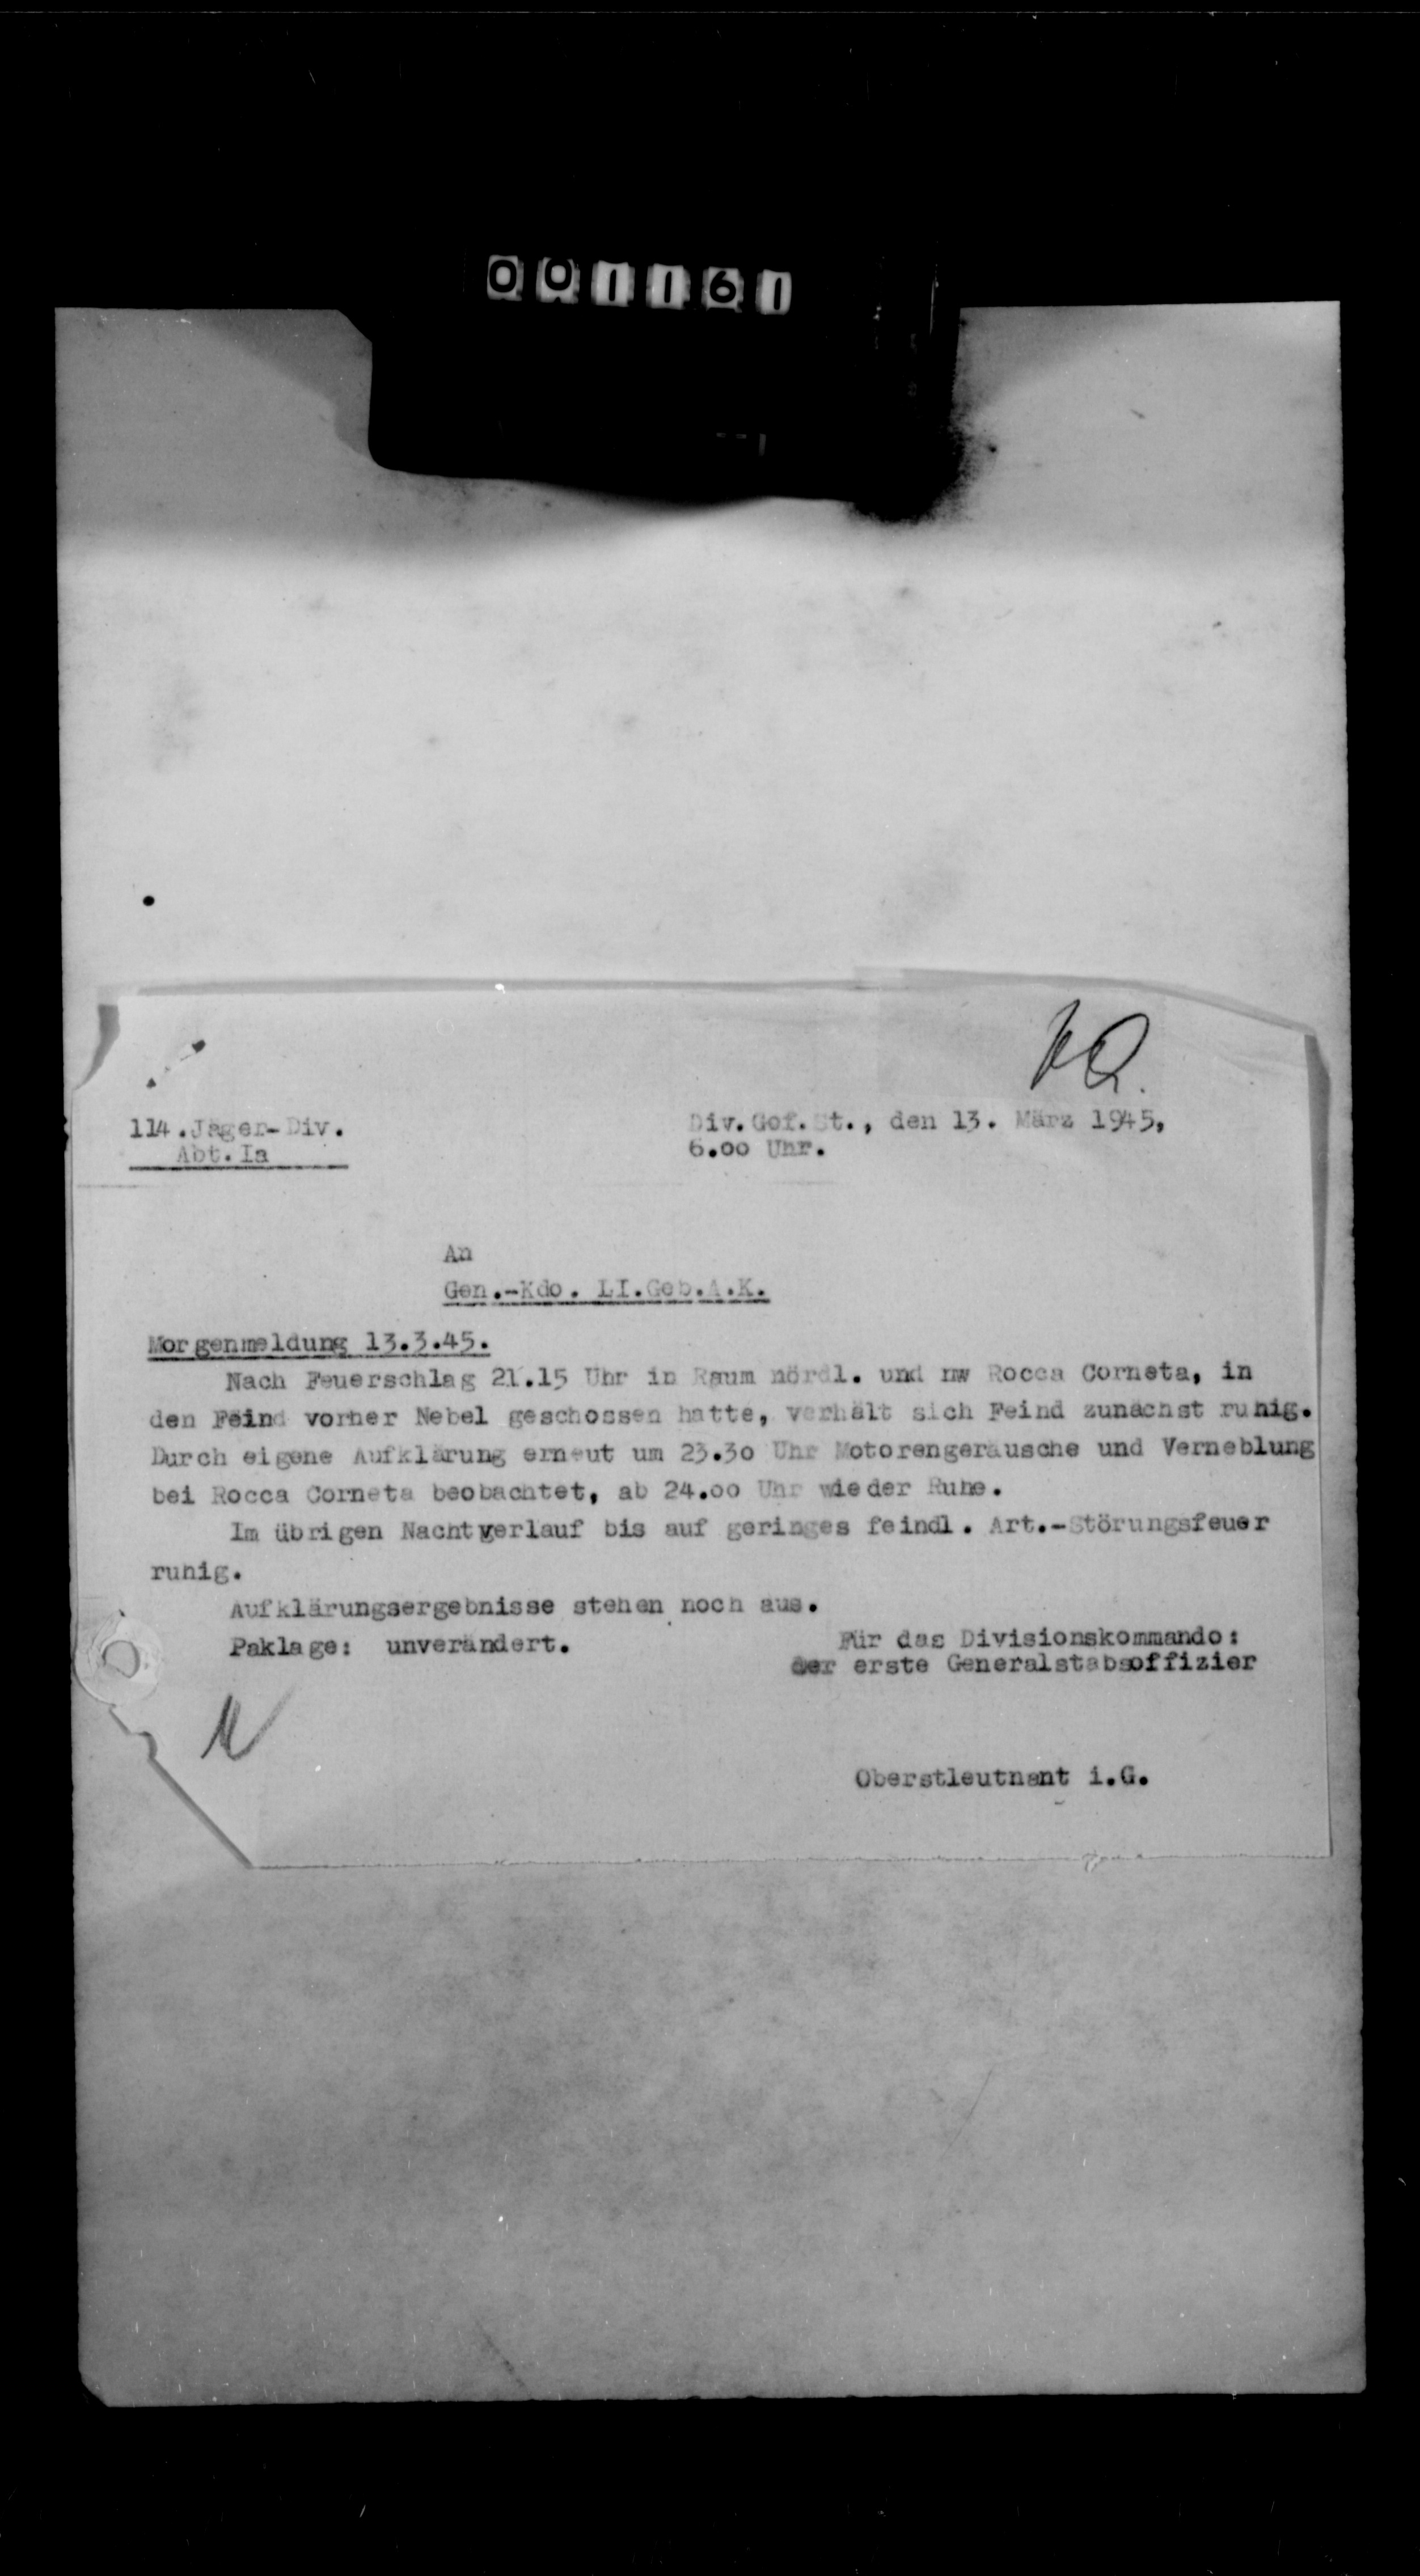 001161
114.Jäger-Div.
Abt.Ia
Div.Gef.St., den 13. März 1945,
6.oo Uhr.
An
Gen.-Kdo. LI.Geb.A.K.
Morgenmeldung 13.3.45.
Nach Feuerschlag 21.15 Uhr in Raum nördl. und nw Rocca Corneta, in
den Feind vorher Nebel geschossen hatte, verhält sich Feind zunächst ruhig.
Durch eigene Aufklärung erneut um 23.3o Uhr Motorengeräusche und Verneblung
bei Rocca Corneta beobachtet, ab 24.oo Uhr wieder Ruhe.
Im übrigen Nachtverlauf bis auf geringes feindl. Art.-Störungsfeuer
ruhig.
Aufklärungsergebnisse stehen noch aus.
Paklage: unverändert.
Für das Divisionskommando:
der erste Generalstabsoffizier
Oberstleutnant i.G.